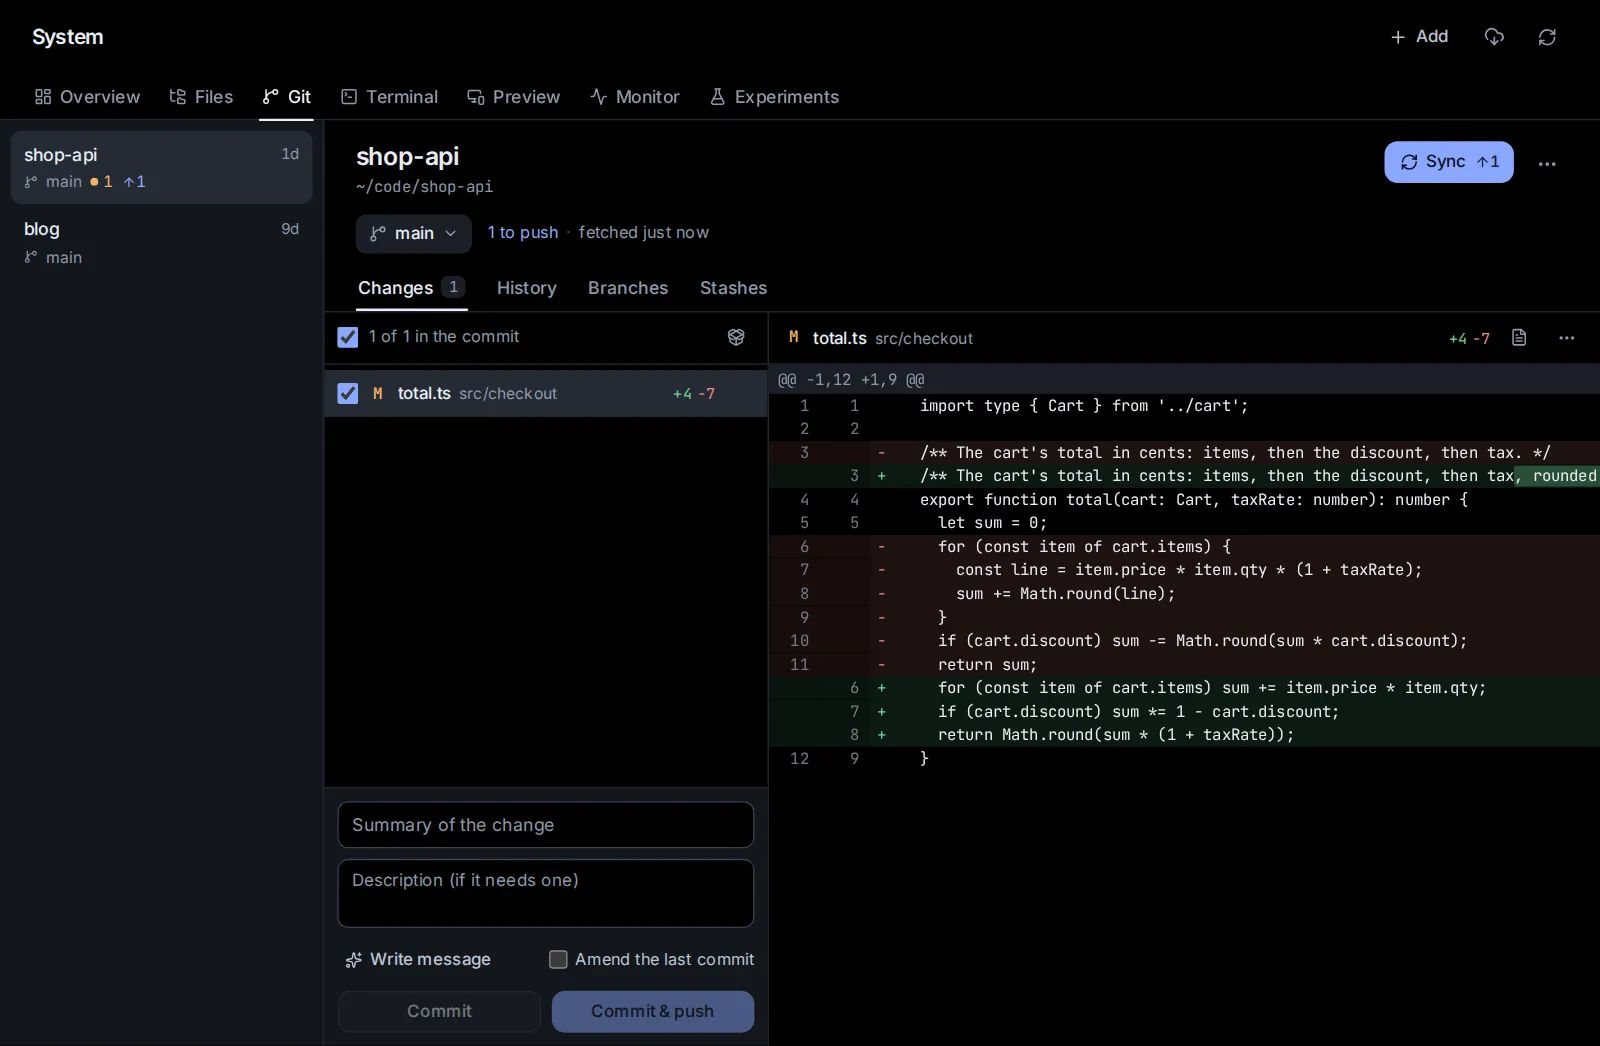 System
Add
Overview Files Git Terminal Preview Monitor Experiments
shop-api 1d
main 1 ↑1
blog 9d
main
shop-api
~/code/shop-api
Sync ↑1
main 1 to push · fetched just now
Changes 1 History Branches Stashes
1 of 1 in the commit
M total.ts src/checkout +4 -7
Summary of the change
Description (if it needs one)
Write message Amend the last commit
Commit Commit & push
M total.ts src/checkout +4 -7
@@ -1,12 +1,9 @@
1 1 import type { Cart } from '../cart';
2 2
3 - /** The cart's total in cents: items, then the discount, then tax. */
3 + /** The cart's total in cents: items, then the discount, then tax, rounded
4 4 export function total(cart: Cart, taxRate: number): number {
5 5 let sum = 0;
6 - for (const item of cart.items) {
7 - const line = item.price * item.qty * (1 + taxRate);
8 - sum += Math.round(line);
9 - }
10 - if (cart.discount) sum -= Math.round(sum * cart.discount);
11 - return sum;
6 + for (const item of cart.items) sum += item.price * item.qty;
7 + if (cart.discount) sum *= 1 - cart.discount;
8 + return Math.round(sum * (1 + taxRate));
12 9 }